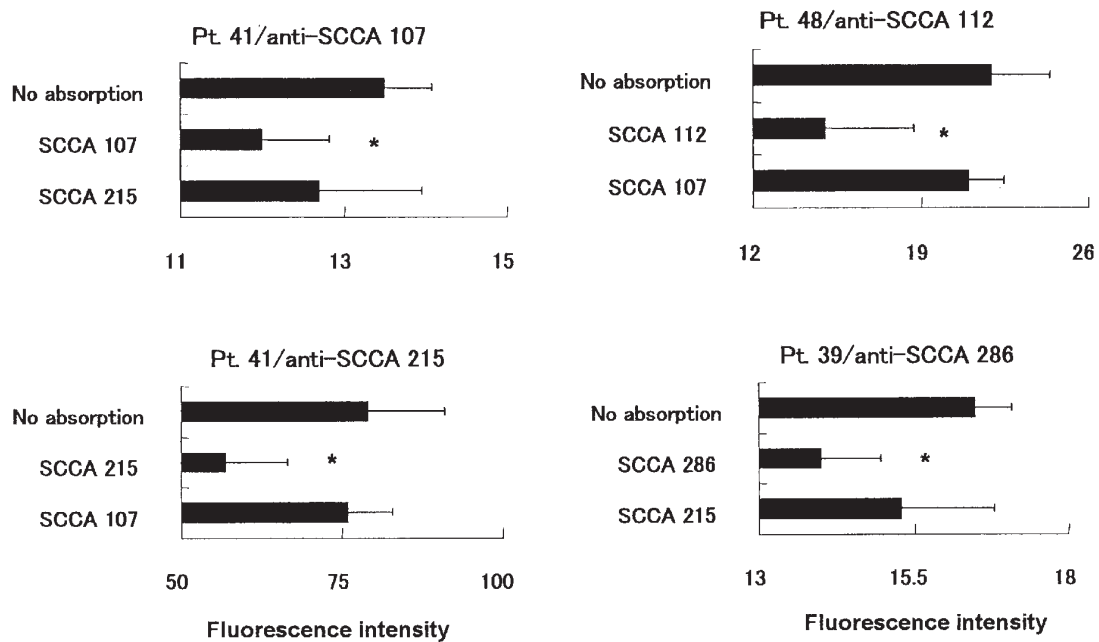 Pt. 41/anti-SCCA 107
No absorption
SCCA 107
*
SCCA 215
11 13 15
Pt. 48/anti-SCCA 112
No absorption
SCCA 112
*
SCCA 107
12 19 26
Pt. 41/anti-SCCA 215
No absorption
SCCA 215
*
SCCA 107
50 75 100
Fluorescence intensity
Pt. 39/anti-SCCA 286
No absorption
SCCA 286
*
SCCA 215
13 15.5 18
Fluorescence intensity